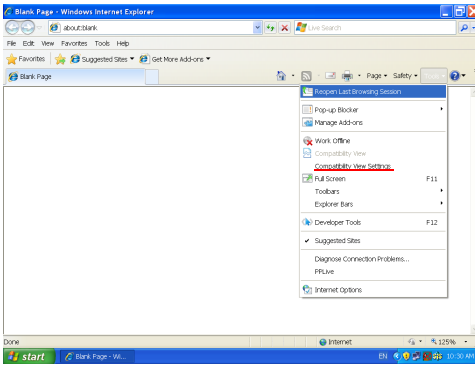 Blank Page - Windows Internet Explorer
about:blank
Live Search
File Edit View Favorites Tools Help
Favorites Suggested Sites Get More Add-ons
Blank Page
Page Safety
Reopen Last Browsing Session
Pop-up Blocker
Manage Add-ons
Work Offline
Compatibility View
Compatibility View Settings
Full Screen F11
Toolbars
Explorer Bars
Developer Tools F12
Suggested Sites
Diagnose Connection Problems...
PPLive
Internet Options
Done Internet 125%
start Blank Page - Wi... EN 10:30 AM